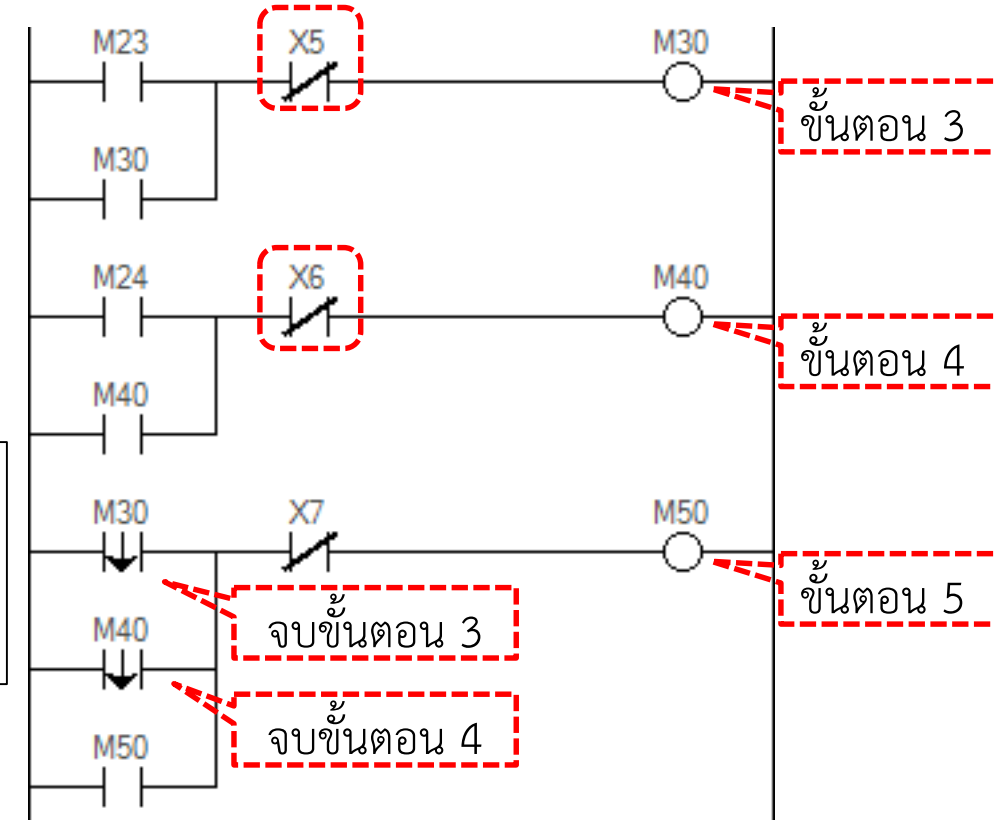 M23 X5 M30
ขั้นตอน 3
M30
M24 X6 M40
ขั้นตอน 4
M40
M30 X7 M50
ขั้นตอน 5
จบขั้นตอน 3
M40
จบขั้นตอน 4
M50